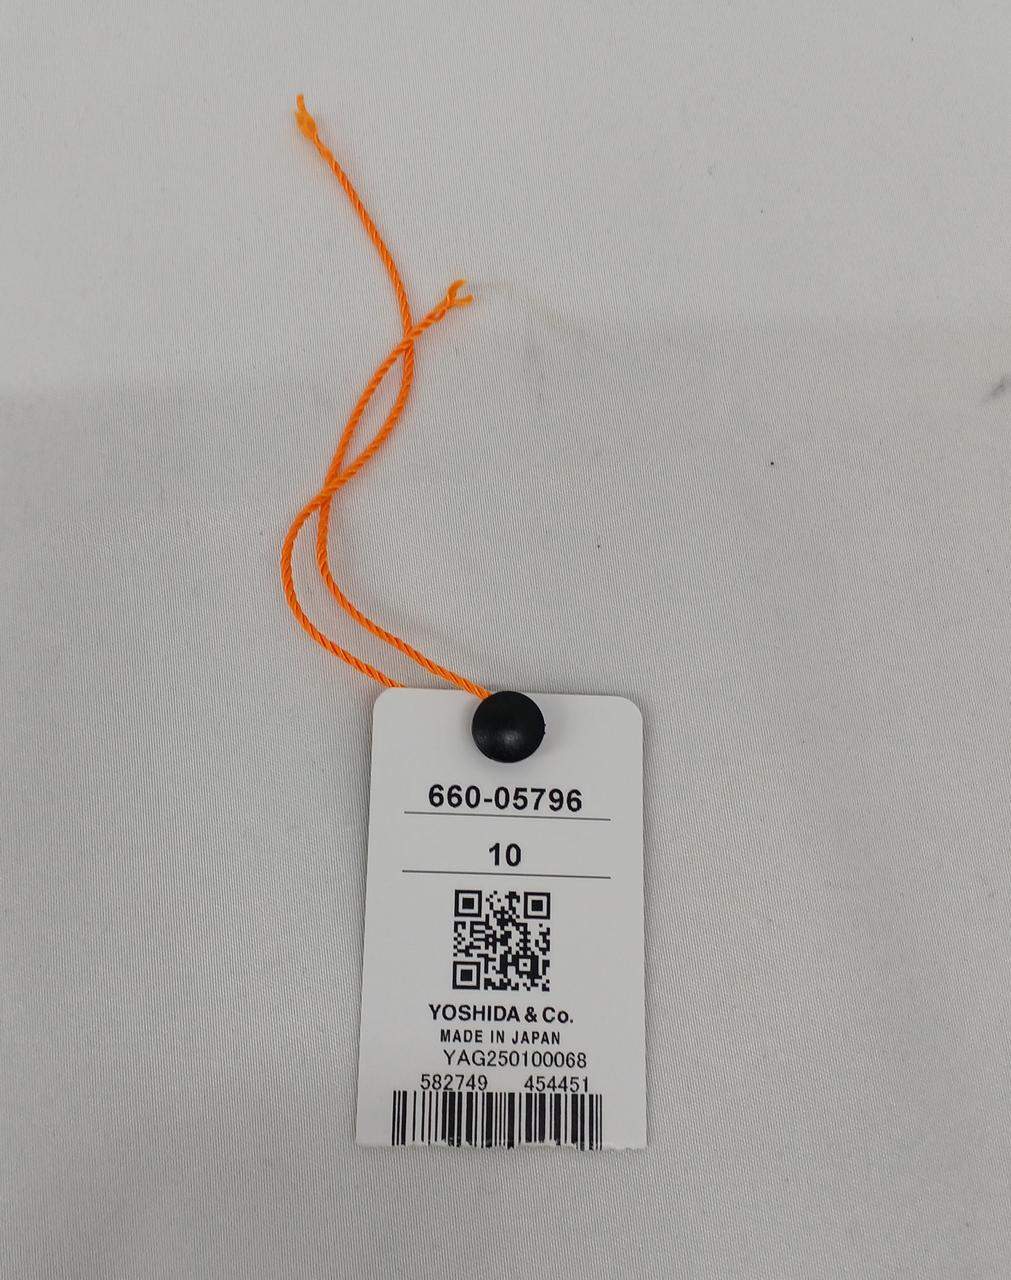 660-05796
10
YOSHIDA & Co.
MADE IN JAPAN
YAG250100068
582749 454451